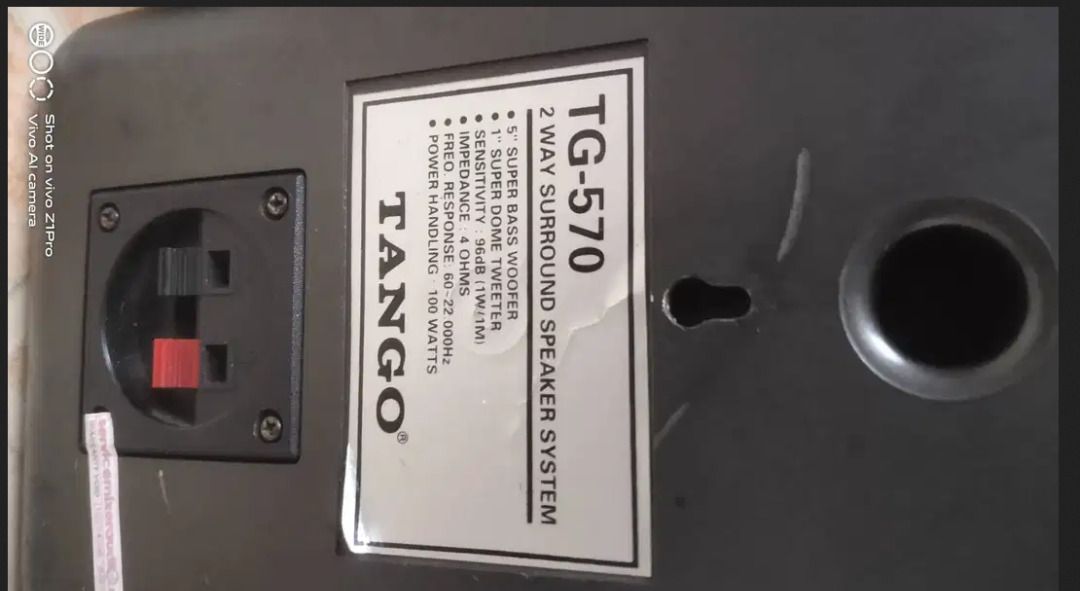 TG-570
2 WAY SURROUND SPEAKER SYSTEM
• 5" SUPER BASS WOOFER
• 1" SUPER DOME TWEETER
• SENSITIVITY : 96dB (1W/1M)
• IMPEDANCE : 4 OHMS
• FREQ. RESPONSE: 60~22 000Hz
• POWER HANDLING : 100 WATTS
TANGO®
WIDE
Shot on vivo Z1Pro
Vivo AI camera